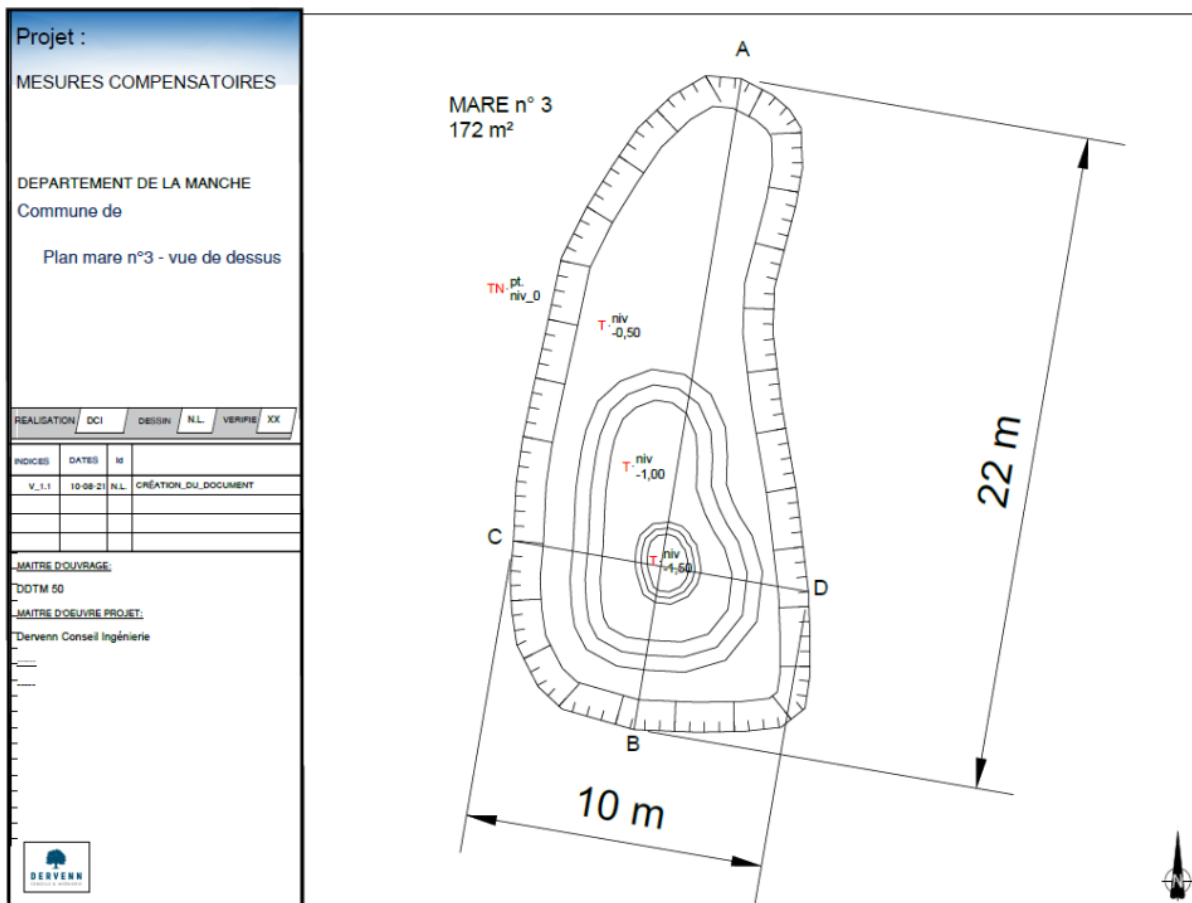 Projet :
MESURES COMPENSATOIRES
DEPARTEMENT DE LA MANCHE
Commune de
Plan mare n°3 - vue de dessus
REALISATION DCI DESSIN N.L. VERIFIE XX
INDICES DATES Id
V_1.1 10-08-21 N.L. CRÉATION_DU_DOCUMENT
MAITRE D'OUVRAGE:
DDTM 50
MAITRE D'OEUVRE PROJET:
Dervenn Conseil Ingénierie
DERVENN
CONSEILS & INGÉNIERIE
MARE n° 3
172 m²
A
TN pt.
niv_0
T niv
-0,50
T niv
-1,00
C
T niv
-1,50
D
B
22 m
10 m
N